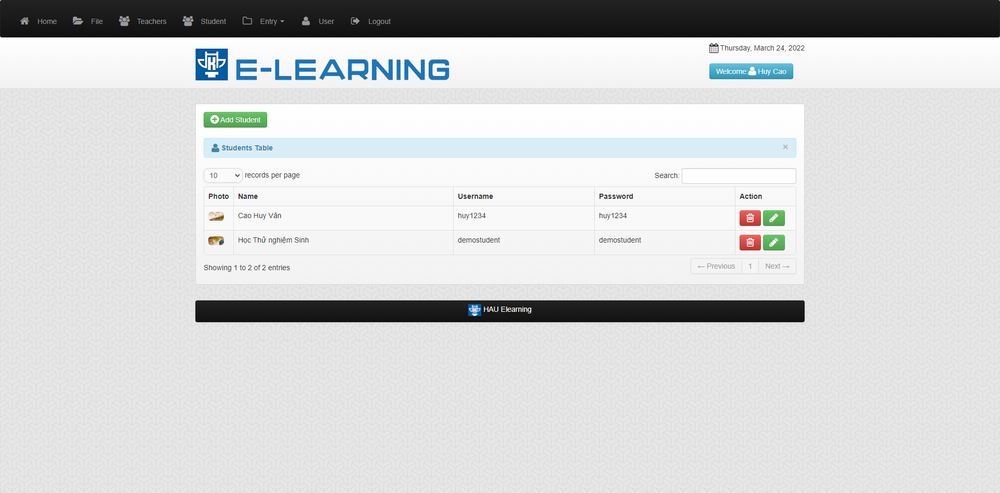 Home File Teachers Student Entry User Logout
Thursday, March 24, 2022
E-LEARNING
Welcome: Huy Cao
Add Student
Students Table ×
10 records per page Search:
Photo Name Username Password Action
Cao Huy Văn huy1234 huy1234
Học Thử nghiệm Sinh demostudent demostudent
Showing 1 to 2 of 2 entries ← Previous 1 Next →
HAU Elearning